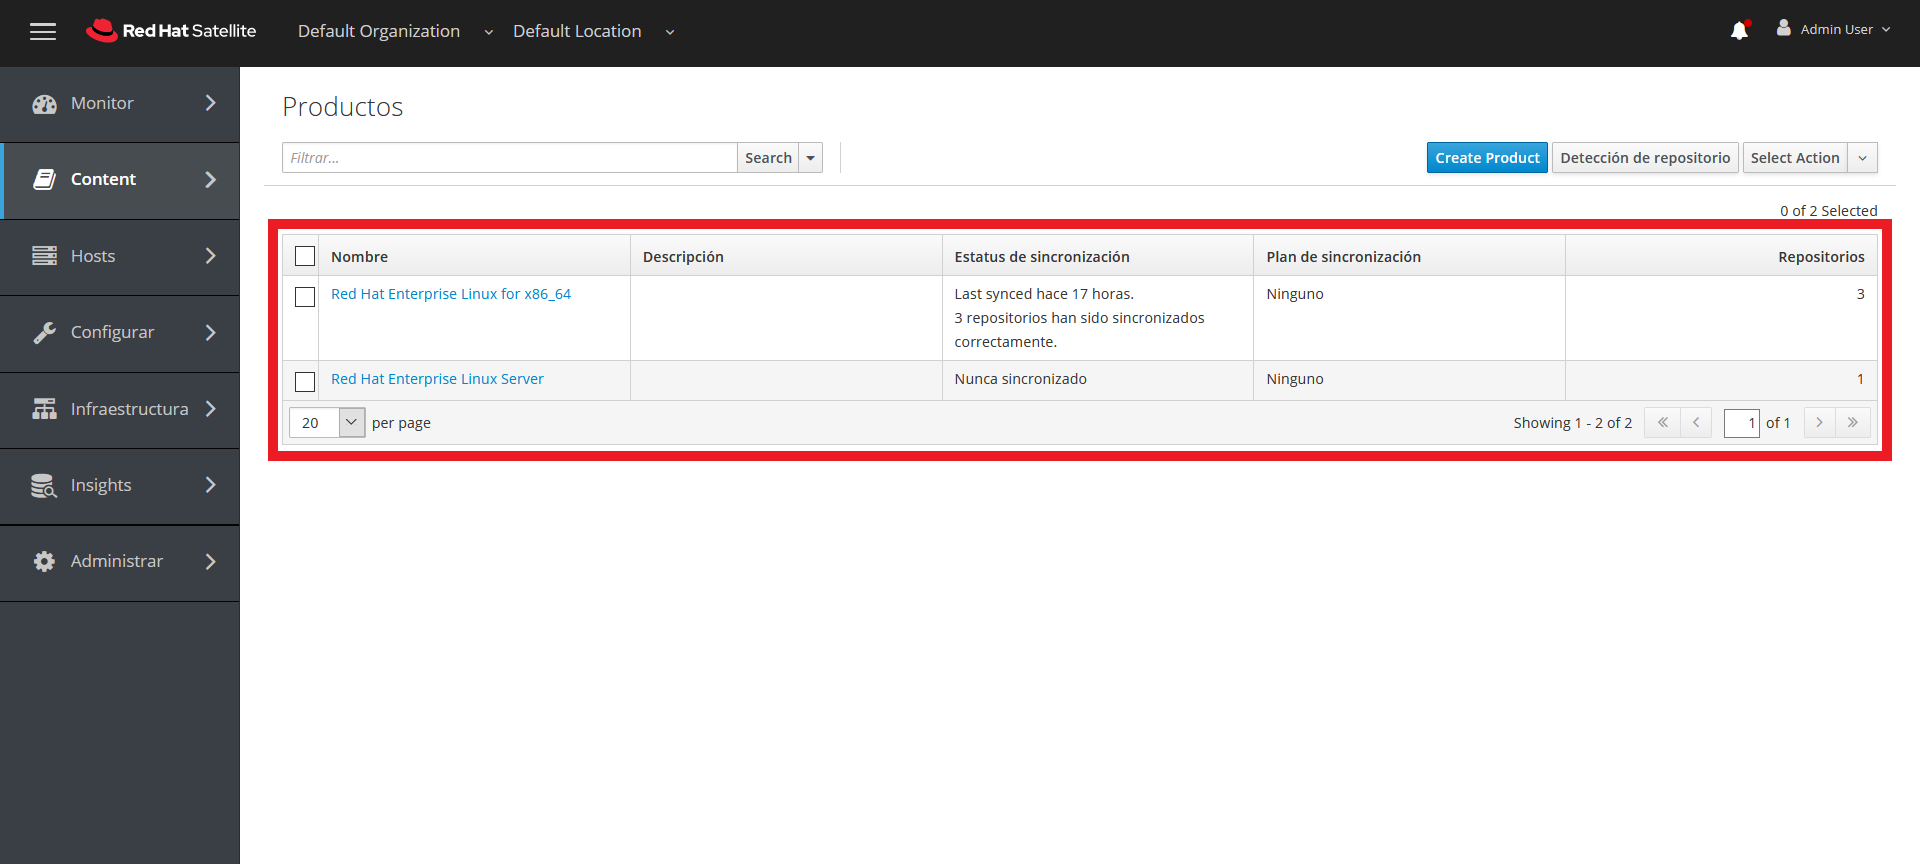 Red Hat Satellite Default Organization Default Location Admin User
Monitor
Content
Hosts
Configurar
Infraestructura
Insights
Administrar
Productos
Filtrar... Search Create Product Detección de repositorio Select Action
0 of 2 Selected
Nombre Descripción Estatus de sincronización Plan de sincronización Repositorios
Red Hat Enterprise Linux for x86_64 Last synced hace 17 horas. Ninguno 3
3 repositorios han sido sincronizados
correctamente.
Red Hat Enterprise Linux Server Nunca sincronizado Ninguno 1
20 per page Showing 1 - 2 of 2 1 of 1